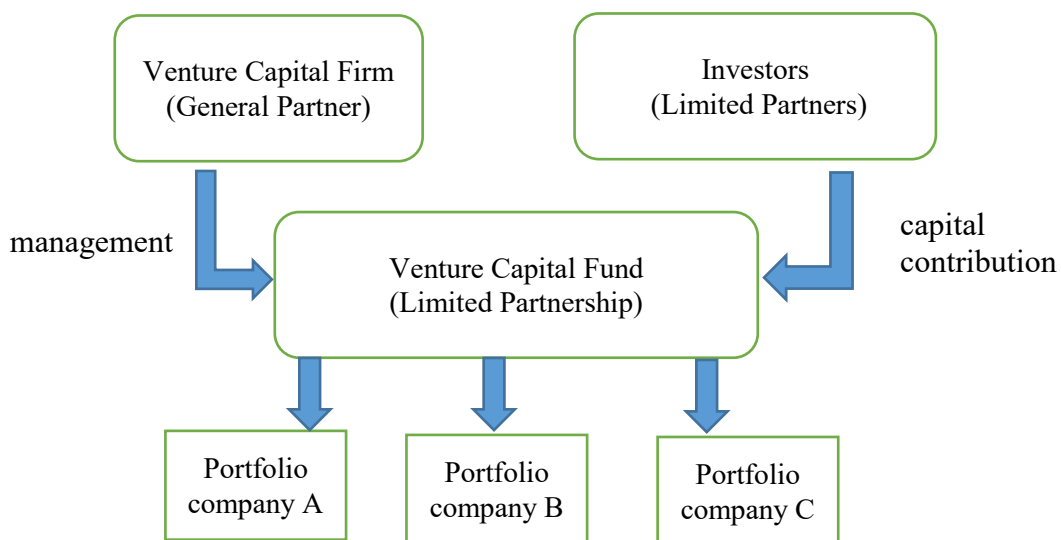 Venture Capital Firm
(General Partner)
Investors
(Limited Partners)
management
capital
contribution
Venture Capital Fund
(Limited Partnership)
Portfolio
company A
Portfolio
company B
Portfolio
company C